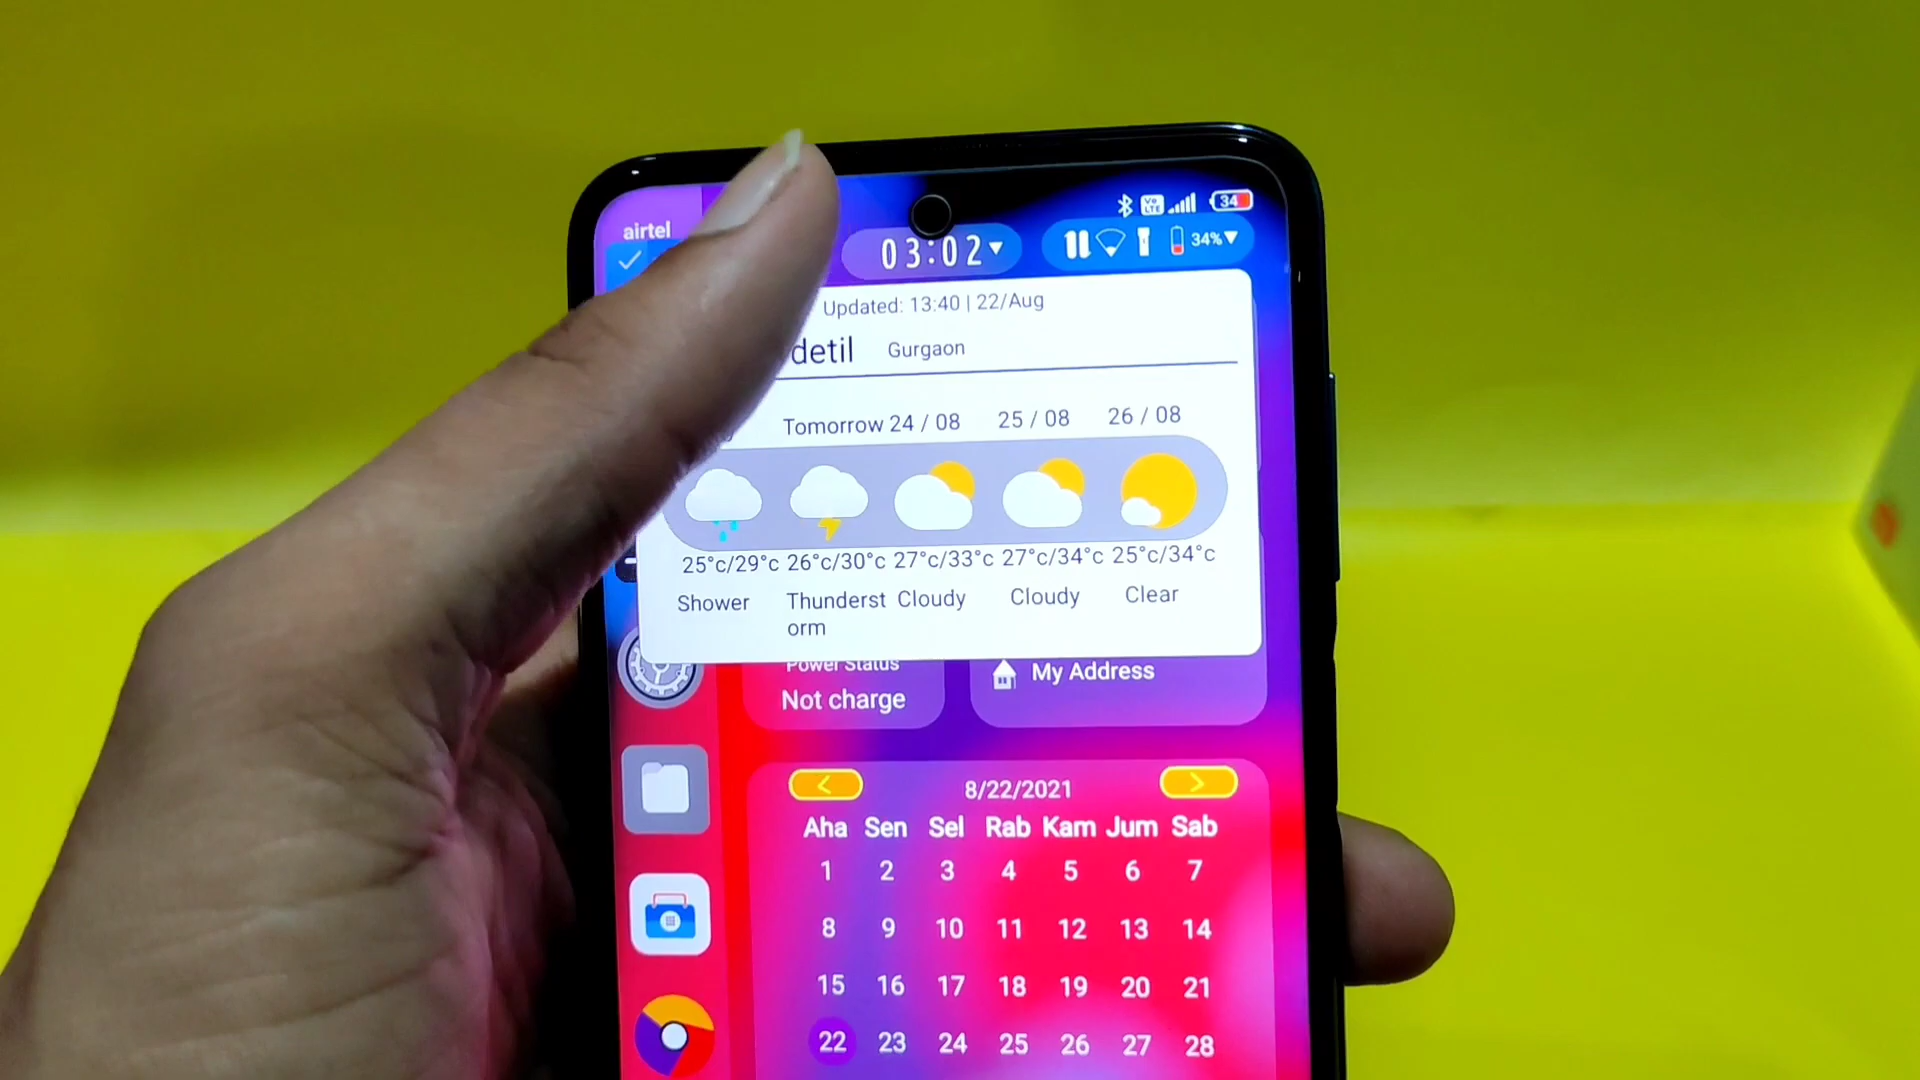 airtel
Vo LTE
34
03:02
34%
Updated: 13:40 | 22/Aug
detil Gurgaon
Tomorrow 24 / 08 25 / 08 26 / 08
25°c/29°c 26°c/30°c 27°c/33°c 27°c/34°c 25°c/34°c
Shower Thunderst Cloudy Cloudy Clear
orm
Power Status
Not charge
My Address
< 8/22/2021 >
Aha Sen Sel Rab Kam Jum Sab
1 2 3 4 5 6 7
8 9 10 11 12 13 14
15 16 17 18 19 20 21
22 23 24 25 26 27 28